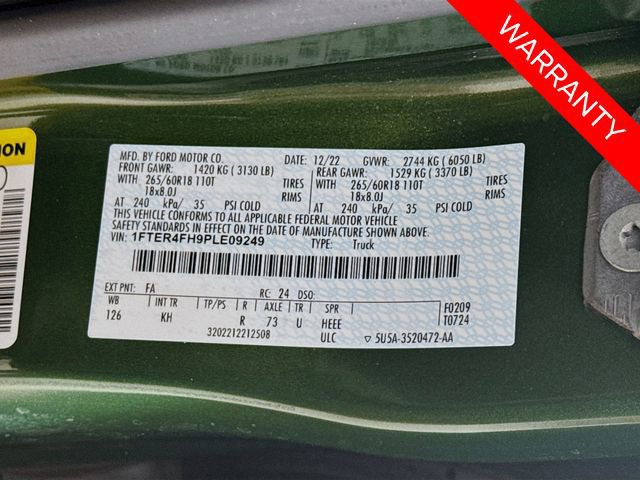 WARRANTY
ION
MFD. BY FORD MOTOR CO. DATE: 12/22 GVWR: 2744 KG ( 6050 LB)
FRONT GAWR: 1420 KG ( 3130 LB) REAR GAWR: 1529 KG ( 3370 LB)
WITH 265/60R18 110T TIRES WITH 265/60R18 110T TIRES
18x8.0J RIMS 18x8.0J RIMS
AT 240 kPa/ 35 PSI COLD AT 240 kPa/ 35 PSI COLD
THIS VEHICLE CONFORMS TO ALL APPLICABLE FEDERAL MOTOR VEHICLE
SAFETY STANDARDS IN EFFECT ON THE DATE OF MANUFACTURE SHOWN ABOVE.
VIN: 1FTER4FH9PLE09249 TYPE: Truck
EXT PNT: FA RC: 24 DSO: F0209
WB INT TR TP/PS R AXLE TR SPR T0724
126 KH R 73 U HEEE
3202212212508 ULC ▽ 5U5A-3520472-AA